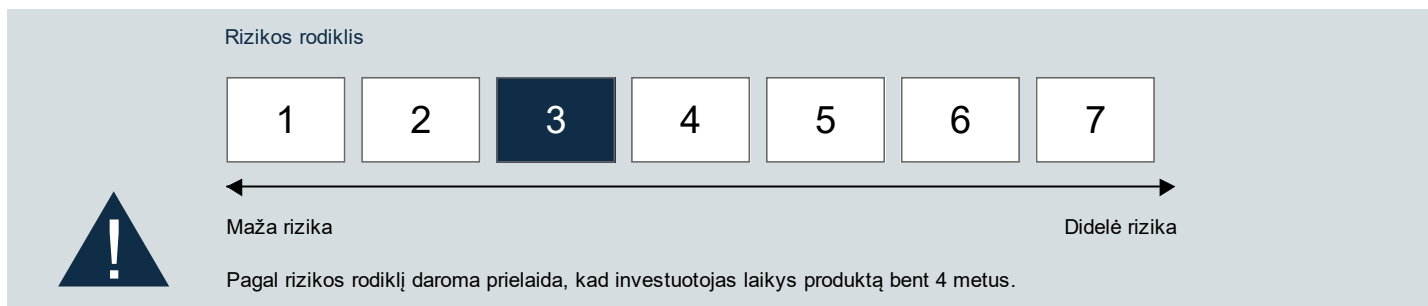 Rizikos rodiklis
1 2 3 4 5 6 7
Maža rizika Didelė rizika
! Pagal rizikos rodiklį daroma prielaida, kad investuotojas laikys produktą bent 4 metus.